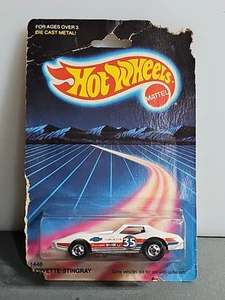 FOR AGES OVER 3
DIE CAST METAL!
Hot Wheels
MATTEL
35
1448
VETTE STINGRAY